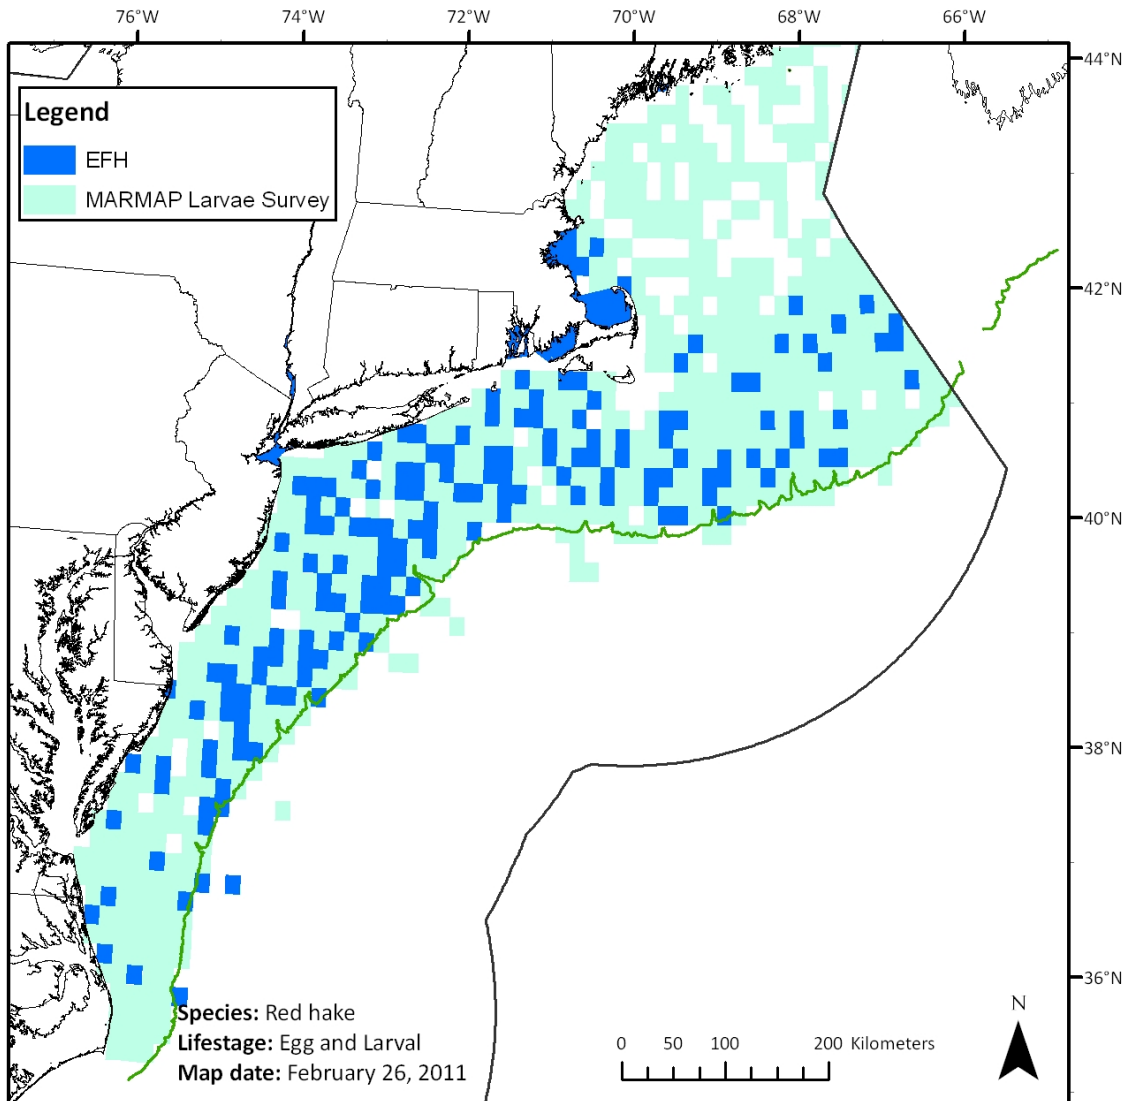 76°W 74°W 72°W 70°W 68°W 66°W
44°N
Legend
EFH
MARMAP Larvae Survey
42°N
40°N
38°N
36°N
Species: Red hake
Lifestage: Egg and Larval
Map date: February 26, 2011
N
0 50 100 200 Kilometers